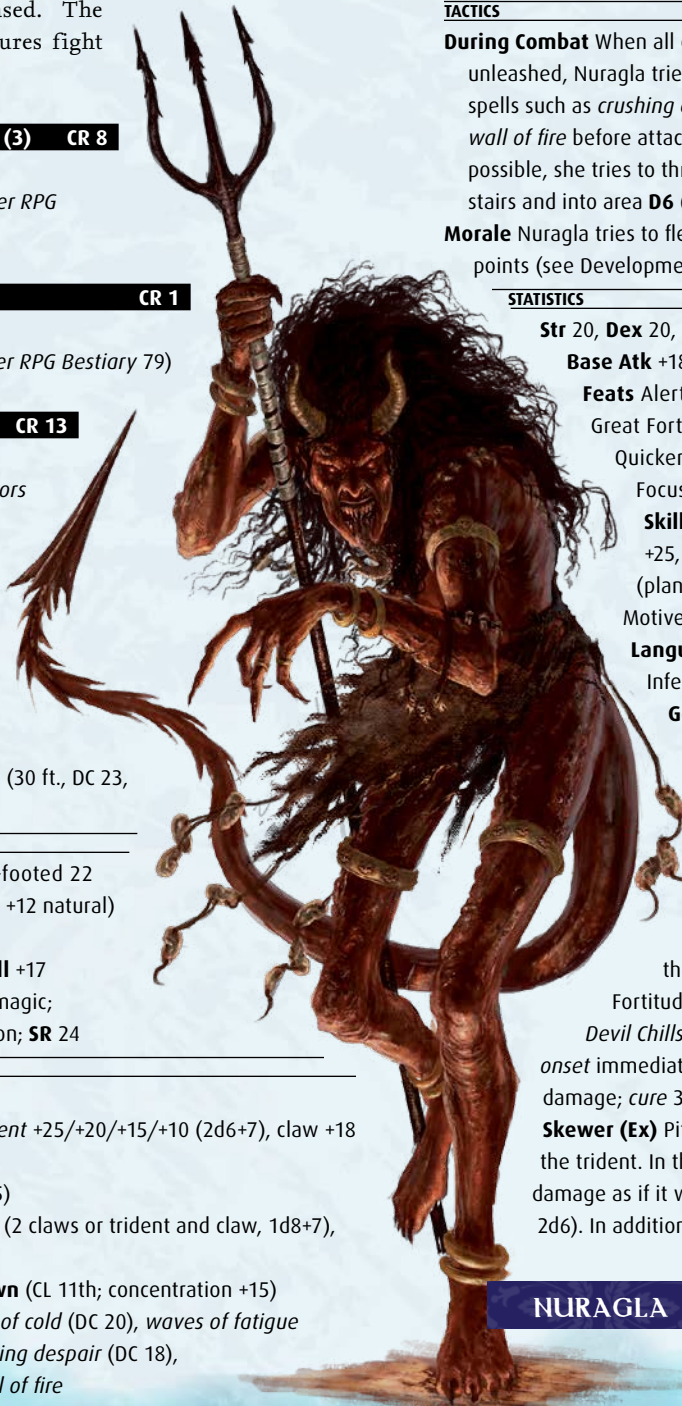 sed. The
ures fight
(3) CR 8
er RPG
CR 1
er RPG Bestiary 79)
CR 13
ors
(30 ft., DC 23,
-footed 22
+12 natural)
ll +17
magic;
on; SR 24
ent +25/+20/+15/+10 (2d6+7), claw +18
)
(2 claws or trident and claw, 1d8+7),
wn (CL 11th; concentration +15)
of cold (DC 20), waves of fatigue
ing despair (DC 18),
l of fire
TACTICS
During Combat When all
unleashed, Nuragla trie
spells such as crushing
wall of fire before attac
possible, she tries to thr
stairs and into area D6 (
Morale Nuragla tries to fle
points (see Developme
STATISTICS
Str 20, Dex 20,
Base Atk +18
Feats Alert
Great Fort
Quicken
Focus
Skill
+25,
(plan
Motive
Langu
Infe
G
th
Fortitud
Devil Chills
onset immediat
damage; cure 3
Skewer (Ex) Pi
the trident. In th
damage as if it w
2d6). In addition
NURAGLA